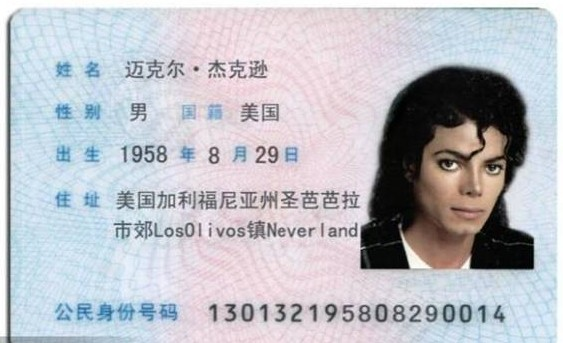 姓名 迈克尔·杰克逊
性别 男 国籍 美国
出生 1958 年 8 月 29 日
住址 美国加利福尼亚州圣芭芭拉
市郊LosOlivos镇Neverland
公民身份号码 130132195808290014